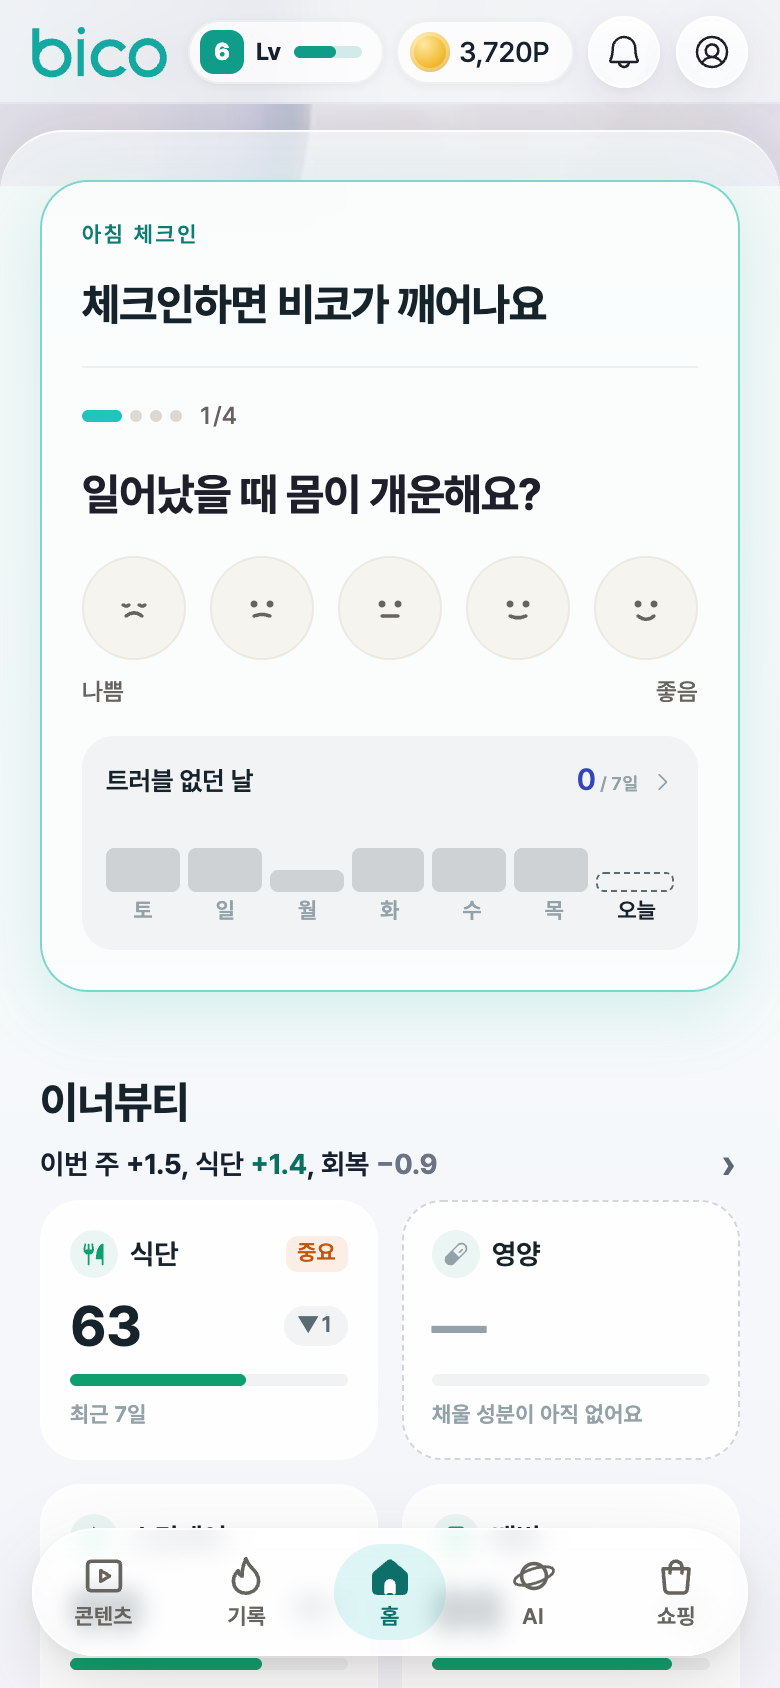 bico
6 Lv
3,720P
아침 체크인
체크인하면 비코가 깨어나요
1/4
일어났을 때 몸이 개운해요?
나쁨 좋음
트러블 없던 날 0 / 7일
토 일 월 화 수 목 오늘
이너뷰티
이번 주 +1.5, 식단 +1.4, 회복 −0.9
식단 중요
63 ▼1
최근 7일
영양
—
채울 성분이 아직 없어요
콘텐츠 기록 홈 AI 쇼핑